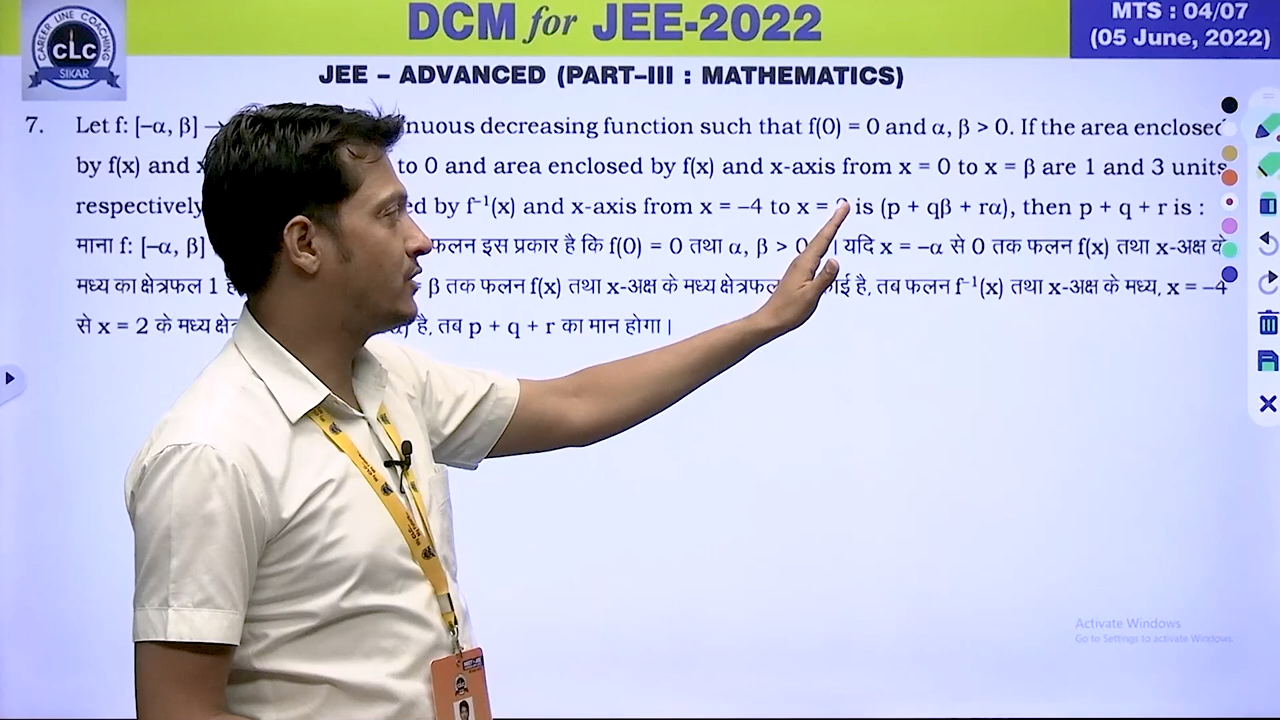 DCM for JEE-2022
MTS : 04/07
(05 June, 2022)
CAREER LINE COACHING
CLC
SIKAR
JEE – ADVANCED (PART–III : MATHEMATICS)
7. Let f: [–α, β] decreasing function such that f(0) = 0 and α, β > 0. If the area enclosed
by f(x) and to 0 and area enclosed by f(x) and x-axis from x = 0 to x = β are 1 and 3 units
respectively by f⁻¹(x) and x-axis from x = –4 to x = is (p + qβ + rα), then p + q + r is :
माना f: [–α, β] फलन इस प्रकार है कि f(0) = 0 तथा α, β > 0 यदि x = –α से 0 तक फलन f(x) तथा x-अक्ष के
मध्य का क्षेत्रफल 1 β तक फलन f(x) तथा x-अक्ष के मध्य क्षेत्रफल है, तब फलन f⁻¹(x) तथा x-अक्ष के मध्य, x = –4
से x = 2 के मध्य है, तब p + q + r का मान होगा।
Activate Windows
Go to Settings to activate Windows.